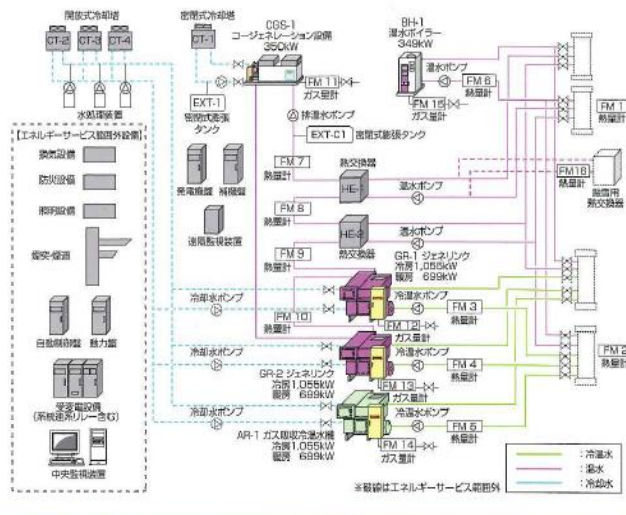 開放式冷却塔
CT-2
CT-3
CT-4
水処理装置
密閉式冷却塔
CT-1
EXT-1
密閉式膨張
タンク
CGS-1
コージェネレーション設備
350kW
FM 11
ガス量計
排温水ポンプ
EXT-C1
密閉式膨張タンク
BH-1
温水ボイラー
349kW
温水ポンプ
FM 6
熱量計
FM 15
ガス量計
FM 1
熱量計
【エネルギーサービス範囲外設備】
換気設備
防災設備
照明設備
煙突・煙道
自動制御盤
動力盤
受変電設備
(系統連系リレー含む)
中央監視装置
発電機盤
補機盤
遠隔監視装置
FM 7
熱量計
熱交換器
HE-1
温水ポンプ
FM16
熱量計
融雪用
熱交換器
FM 8
熱量計
HE-2
熱交換器
温水ポンプ
FM 9
熱量計
GR-1 ジェネリンク
冷房1,055kW
暖房 699kW
冷却水ポンプ
冷温水ポンプ
FM 3
熱量計
FM 10
熱量計
FM 12
ガス量計
冷却水ポンプ
冷温水ポンプ
FM 4
熱量計
FM 2
熱量計
GR-2 ジェネリンク
冷房1,055kW
暖房 699kW
FM 13
ガス量計
冷却水ポンプ
冷温水ポンプ
FM 5
熱量計
AR-1 ガス吸収冷温水機
冷房1,055kW
暖房 699kW
FM 14
ガス量計
:冷温水
:温水
:冷却水
※破線はエネルギーサービス範囲外